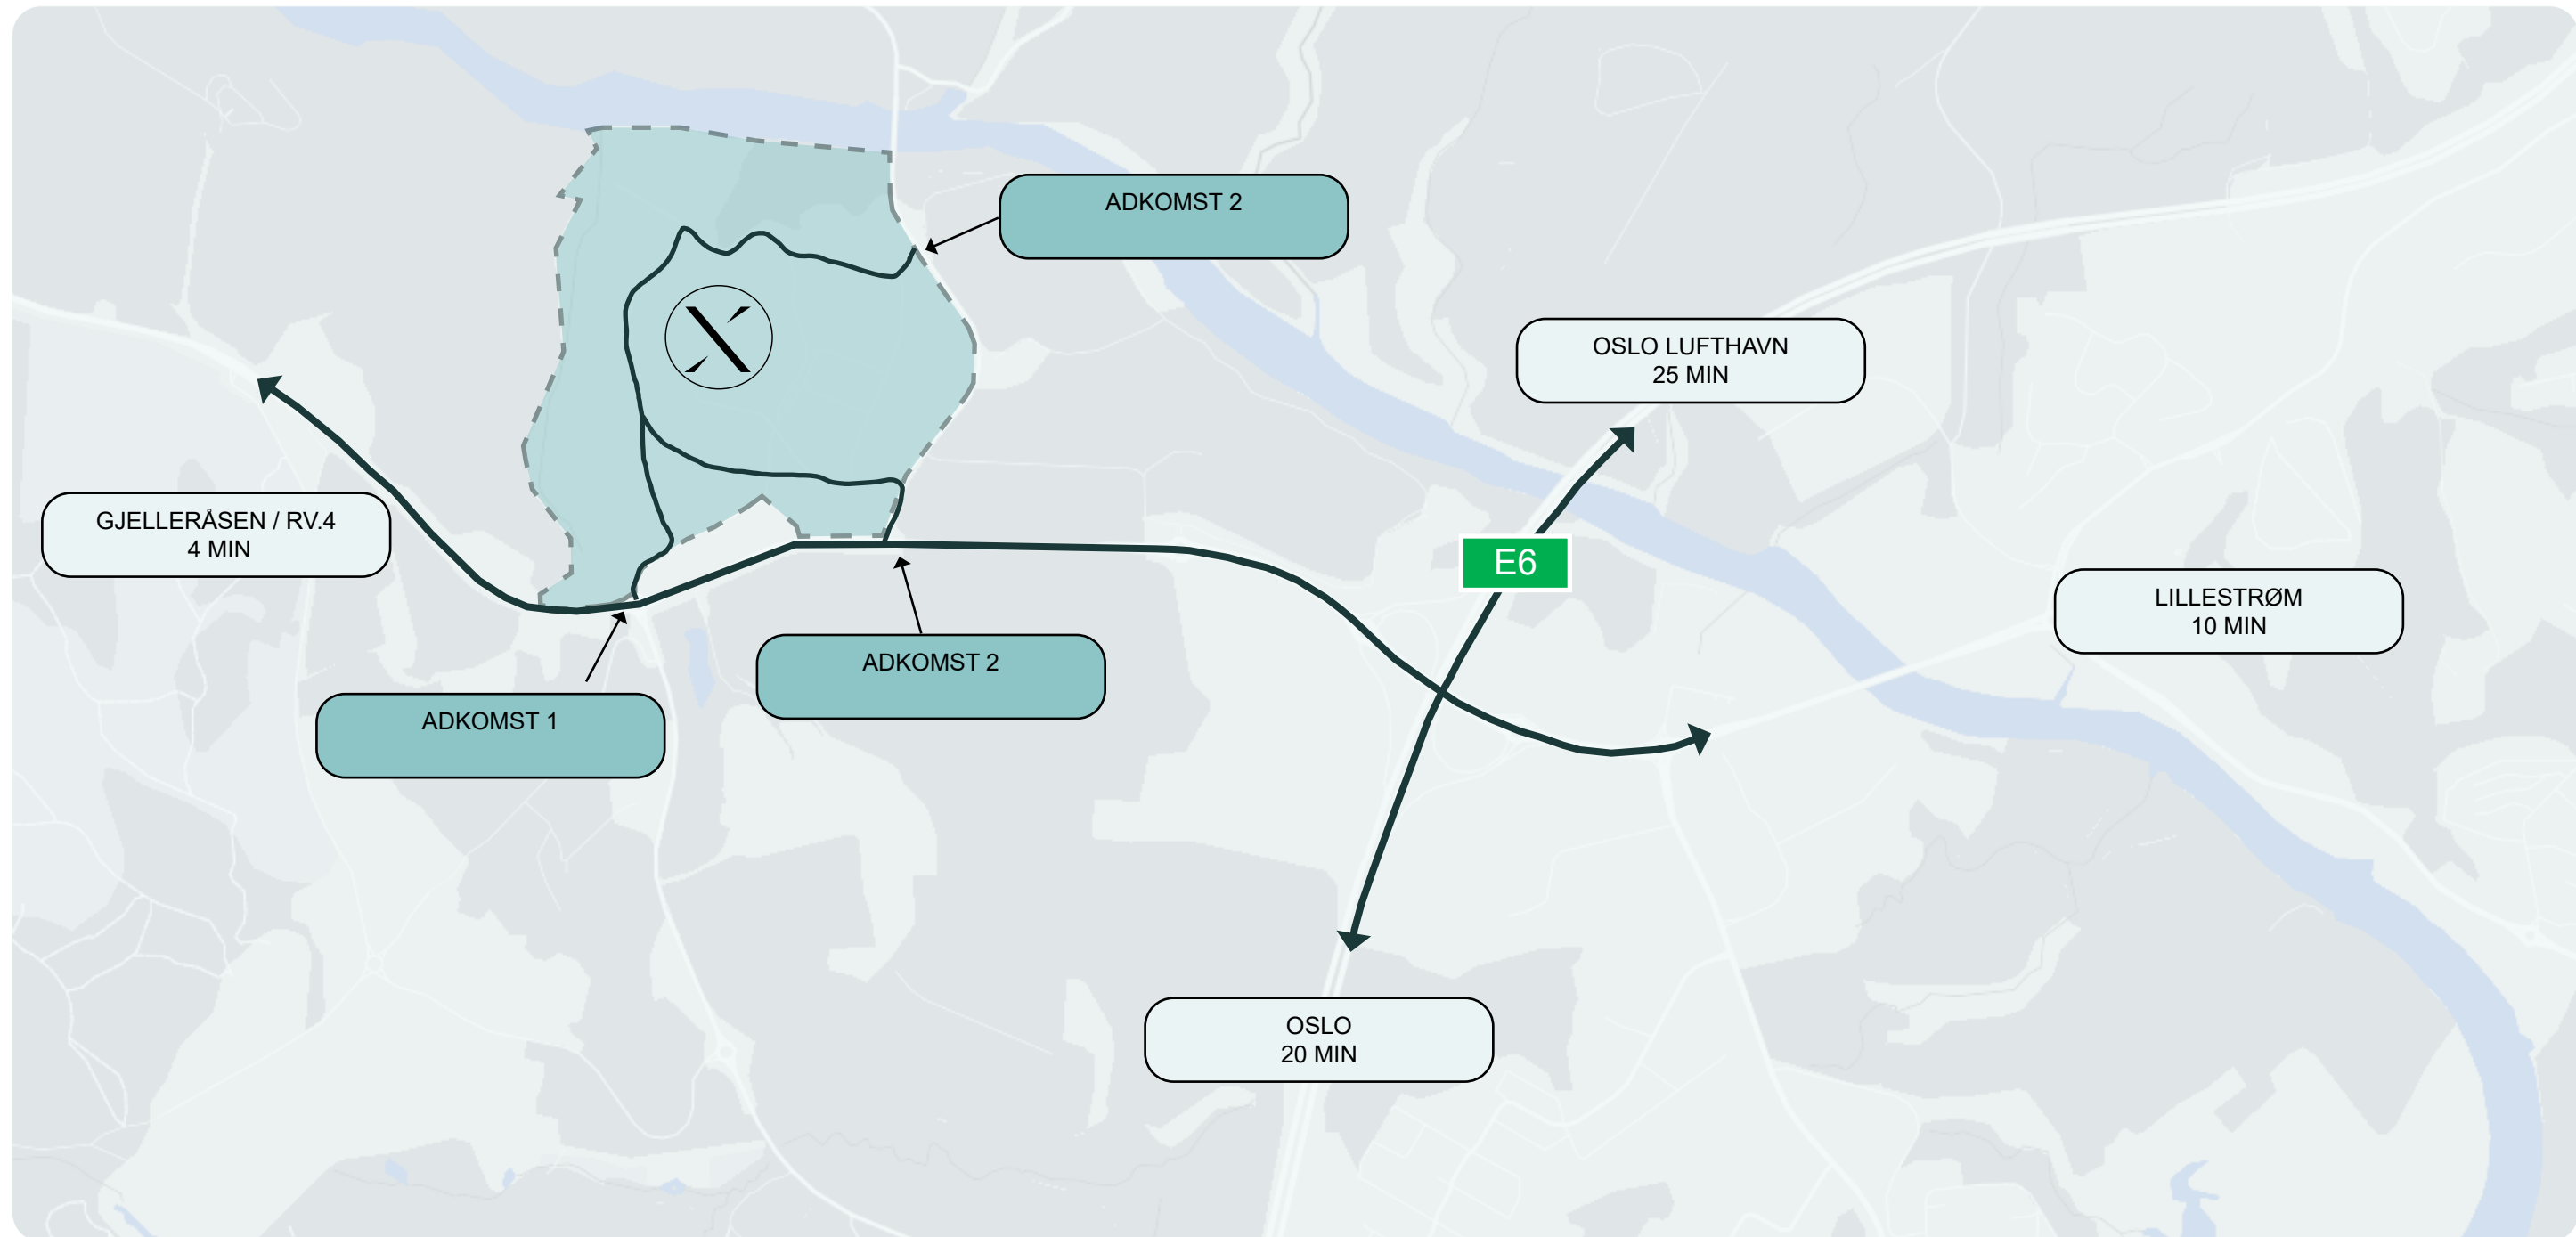 ADKOMST 2
OSLO LUFTHAVN
25 MIN
GJELLERÅSEN / RV.4
4 MIN
E6
LILLESTRØM
10 MIN
ADKOMST 2
ADKOMST 1
OSLO
20 MIN